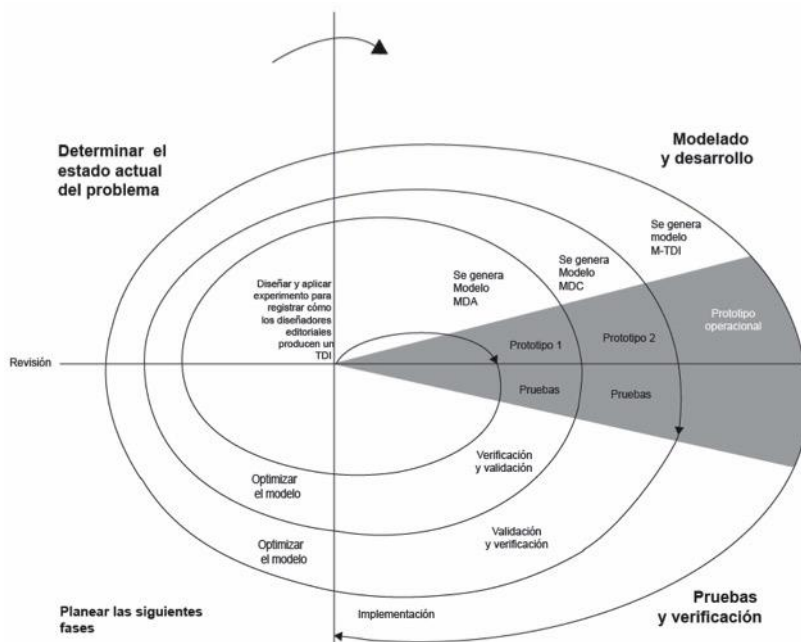 Determinar el
estado actual
del problema
Modelado
y desarrollo
Se genera
modelo
M-TDI
Se genera
Modelo
MDC
Se genera
Modelo
MDA
Diseñar y aplicar
experimento para
registrar cómo
los diseñadores
editoriales
producen un
TDI
Prototipo
operacional
Prototipo 1
Prototipo 2
Revisión
Pruebas
Pruebas
Verificación
y validación
Optimizar
el modelo
Validación
y verificación
Optimizar
el modelo
Pruebas
y verificación
Planear las siguientes
fases
Implementación